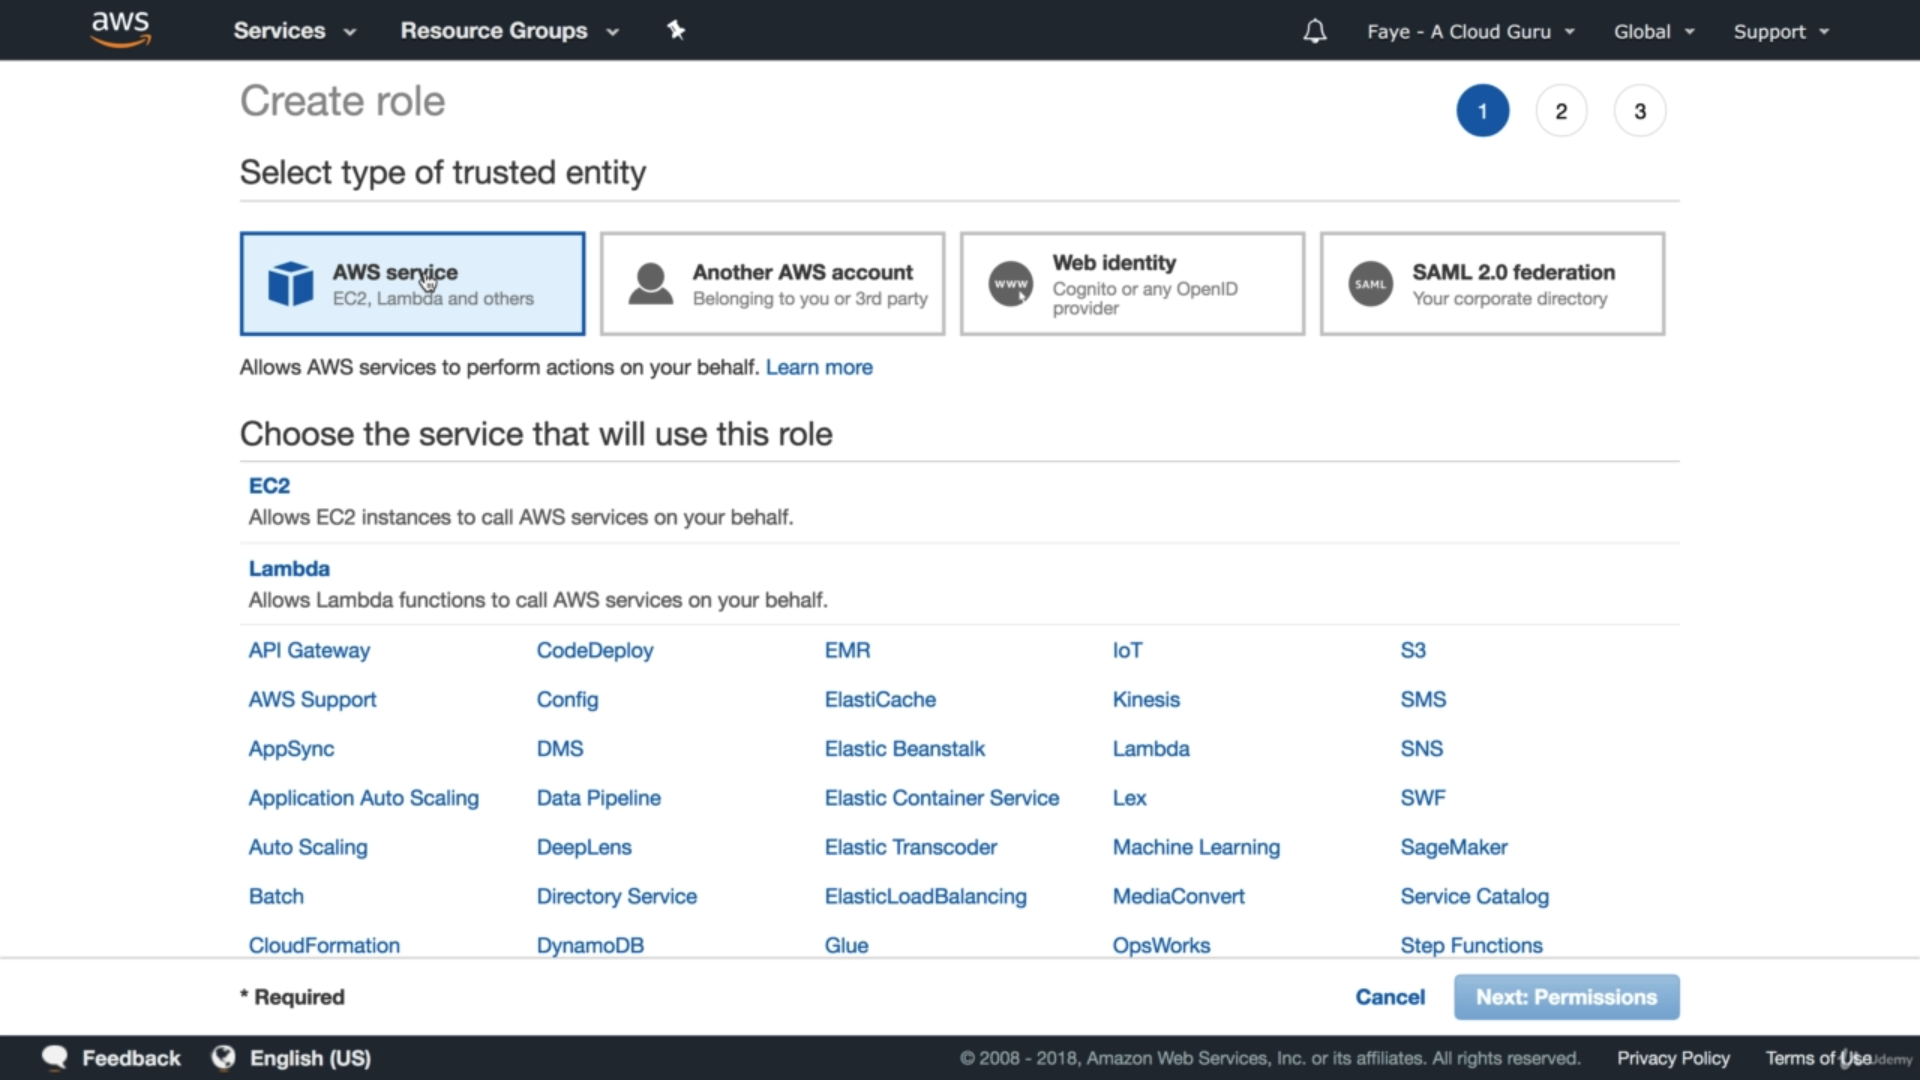 aws Services Resource Groups Faye - A Cloud Guru Global Support
Create role
1 2 3
Select type of trusted entity
AWS service
EC2, Lambda and others
Another AWS account
Belonging to you or 3rd party
WWW
Web identity
Cognito or any OpenID
provider
SAML
SAML 2.0 federation
Your corporate directory
Allows AWS services to perform actions on your behalf. Learn more
Choose the service that will use this role
EC2
Allows EC2 instances to call AWS services on your behalf.
Lambda
Allows Lambda functions to call AWS services on your behalf.
API Gateway CodeDeploy EMR IoT S3
AWS Support Config ElastiCache Kinesis SMS
AppSync DMS Elastic Beanstalk Lambda SNS
Application Auto Scaling Data Pipeline Elastic Container Service Lex SWF
Auto Scaling DeepLens Elastic Transcoder Machine Learning SageMaker
Batch Directory Service ElasticLoadBalancing MediaConvert Service Catalog
CloudFormation DynamoDB Glue OpsWorks Step Functions
* Required Cancel Next: Permissions
Feedback English (US) © 2008 - 2018, Amazon Web Services, Inc. or its affiliates. All rights reserved. Privacy Policy Terms of Use
Udemy